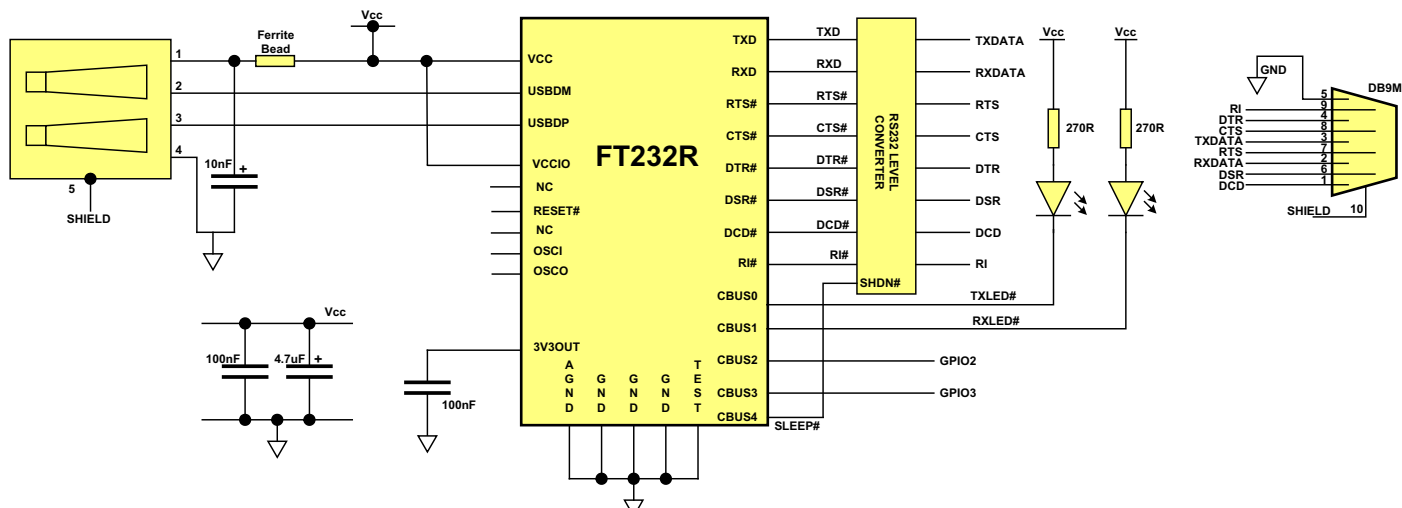 Vcc
Ferrite
Bead
1
2
3
4
5
SHIELD
10nF +
VCC
USBDM
USBDP
VCCIO
NC
RESET#
NC
OSCI
OSCO
3V3OUT
100nF
AGND
GND
GND
GND
TEST
FT232R
TXD
RXD
RTS#
CTS#
DTR#
DSR#
DCD#
RI#
CBUS0
CBUS1
CBUS2
CBUS3
CBUS4
TXD
RXD
RTS#
CTS#
DTR#
DSR#
DCD#
RI#
RS232 LEVEL
CONVERTER
SHDN#
SLEEP#
TXDATA
RXDATA
RTS
CTS
DTR
DSR
DCD
RI
TXLED#
RXLED#
GPIO2
GPIO3
Vcc
Vcc
270R
270R
GND
DB9M
5
RI 9
DTR 4
CTS 8
TXDATA 3
RTS 7
RXDATA 2
DSR 6
DCD 1
SHIELD 10
Vcc
100nF
4.7uF +